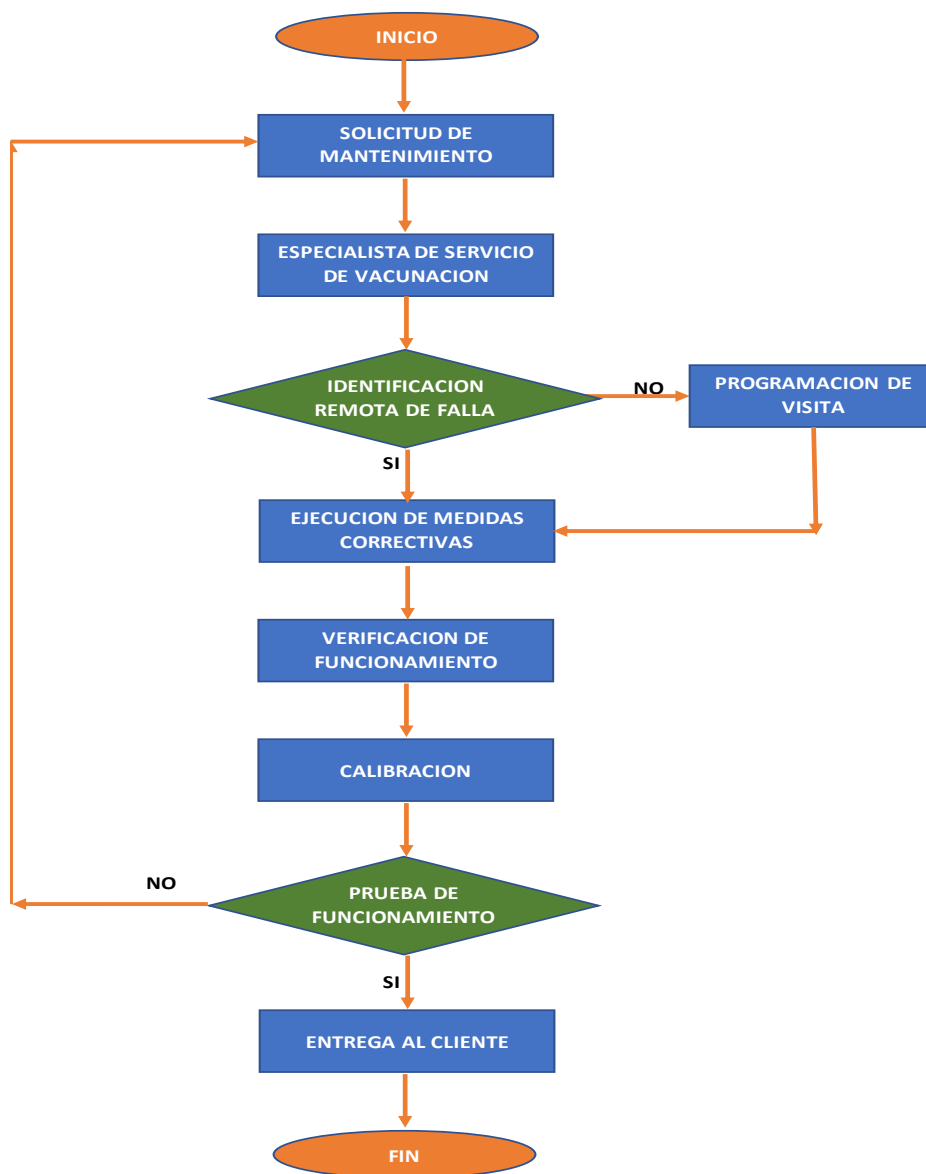 INICIO
SOLICITUD DE
MANTENIMIENTO
ESPECIALISTA DE SERVICIO
DE VACUNACION
IDENTIFICACION
REMOTA DE FALLA
NO
PROGRAMACION DE
VISITA
SI
EJECUCION DE MEDIDAS
CORRECTIVAS
VERIFICACION DE
FUNCIONAMIENTO
CALIBRACION
NO
PRUEBA DE
FUNCIONAMIENTO
SI
ENTREGA AL CLIENTE
FIN